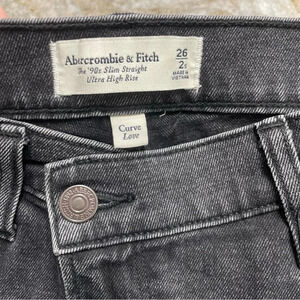 Abercrombie & Fitch
The '90s Slim Straight
Ultra High Rise
26
2S
MADE IN
VIETNAM
Curve
Love